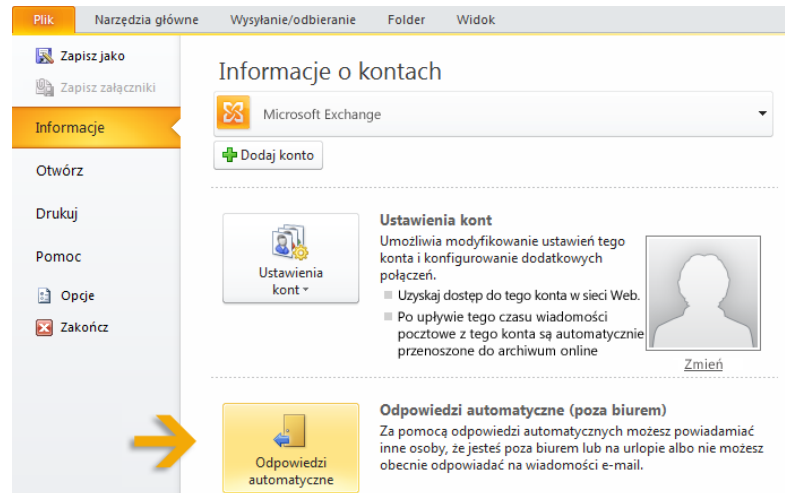 Plik Narzędzia główne Wysyłanie/odbieranie Folder Widok
Zapisz jako
Zapisz załączniki
Informacje
Otwórz
Drukuj
Pomoc
Opcje
Zakończ
Informacje o kontach
Microsoft Exchange
Dodaj konto
Ustawienia
kont
Ustawienia kont
Umożliwia modyfikowanie ustawień tego
konta i konfigurowanie dodatkowych
połączeń.
Uzyskaj dostęp do tego konta w sieci Web.
Po upływie tego czasu wiadomości
pocztowe z tego konta są automatycznie
przenoszone do archiwum online
Zmień
Odpowiedzi
automatyczne
Odpowiedzi automatyczne (poza biurem)
Za pomocą odpowiedzi automatycznych możesz powiadamiać
inne osoby, że jesteś poza biurem lub na urlopie albo nie możesz
obecnie odpowiadać na wiadomości e-mail.